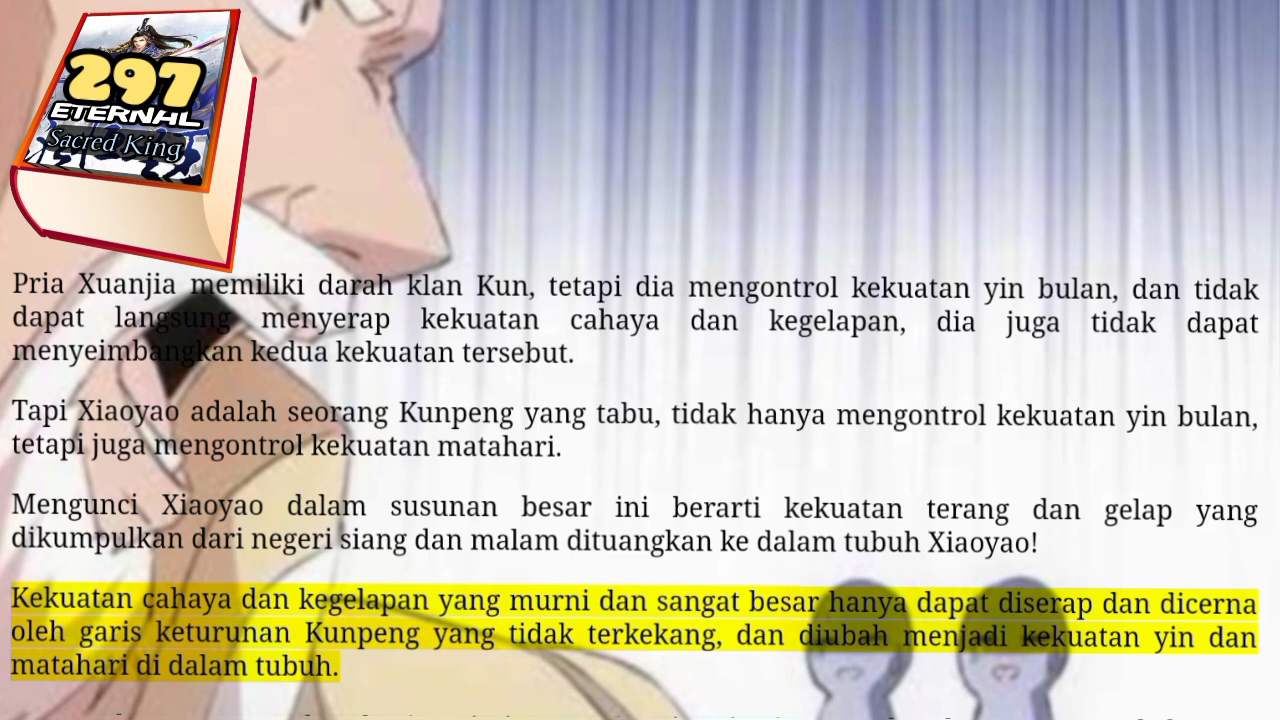 297
ETERNAL
Sacred King
Pria Xuanjia memiliki darah klan Kun, tetapi dia mengontrol kekuatan yin bulan, dan tidak
dapat langsung menyerap kekuatan cahaya dan kegelapan, dia juga tidak dapat
menyeimbangkan kedua kekuatan tersebut.
Tapi Xiaoyao adalah seorang Kunpeng yang tabu, tidak hanya mengontrol kekuatan yin bulan,
tetapi juga mengontrol kekuatan matahari.
Mengunci Xiaoyao dalam susunan besar ini berarti kekuatan terang dan gelap yang
dikumpulkan dari negeri siang dan malam dituangkan ke dalam tubuh Xiaoyao!
Kekuatan cahaya dan kegelapan yang murni dan sangat besar hanya dapat diserap dan dicerna
oleh garis keturunan Kunpeng yang tidak terkekang, dan diubah menjadi kekuatan yin dan
matahari di dalam tubuh.